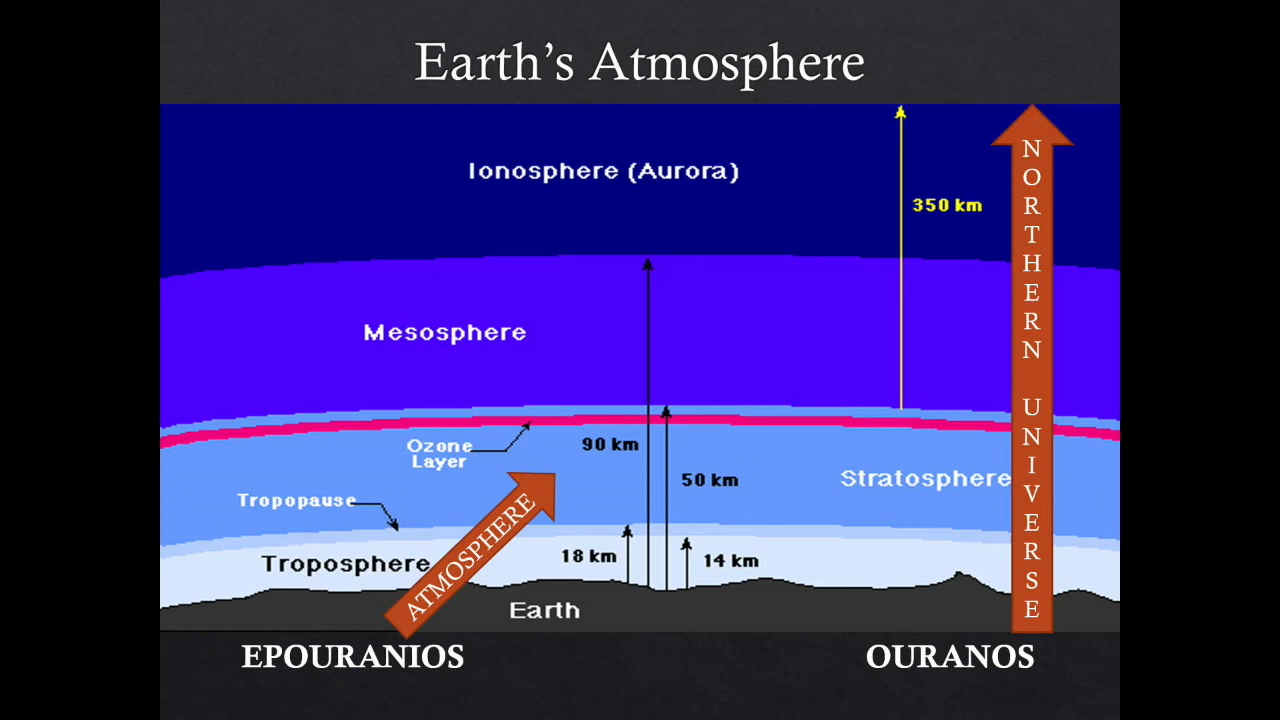 Earth’s Atmosphere
Ionosphere (Aurora)
350 km
NORTHERN UNIVERSE
Mesosphere
Ozone
Layer
90 km
50 km
Stratosphere
Tropopause
ATMOSPHERE
Troposphere
18 km
14 km
Earth
EPOURANIOS
OURANOS